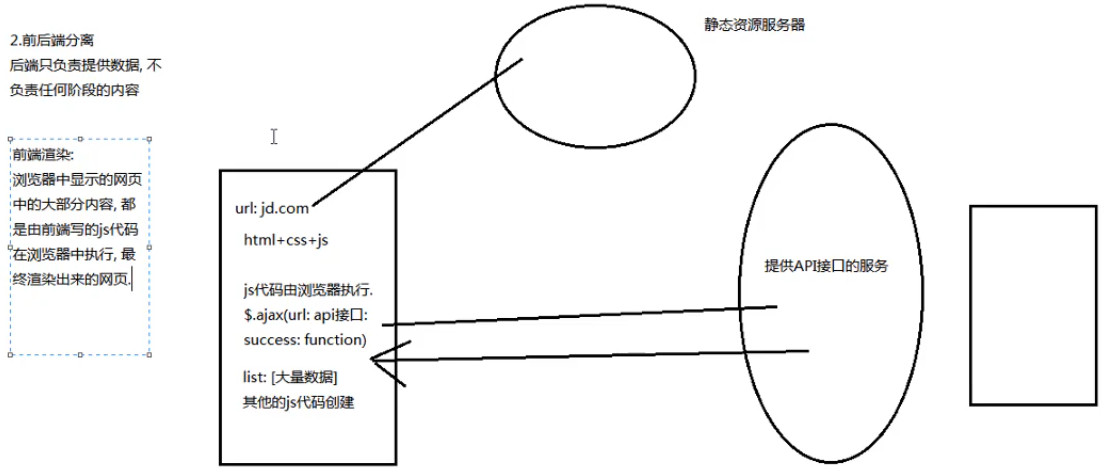 2.前后端分离
后端只负责提供数据, 不
负责任何阶段的内容
前端渲染:
浏览器中显示的网页
中的大部分内容, 都
是由前端写的js代码
在浏览器中执行, 最
终渲染出来的网页.
静态资源服务器
url: jd.com
html+css+js
js代码由浏览器执行.
$.ajax(url: api接口:
success: function)
list: [大量数据]
其他的js代码创建
提供API接口的服务